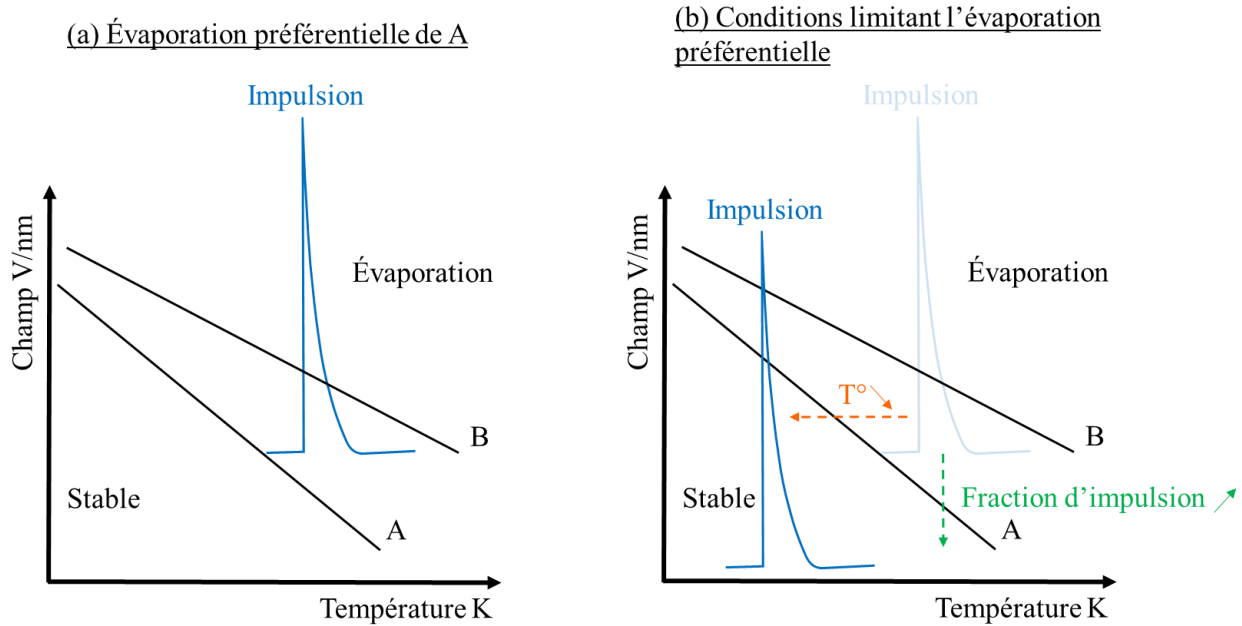 (a) Évaporation préférentielle de A
Impulsion
Champ V/nm
Évaporation
B
Stable
A
Température K
(b) Conditions limitant l’évaporation
préférentielle
Impulsion
Impulsion
Champ V/nm
Évaporation
T°
B
Stable
Fraction d’impulsion
A
Température K